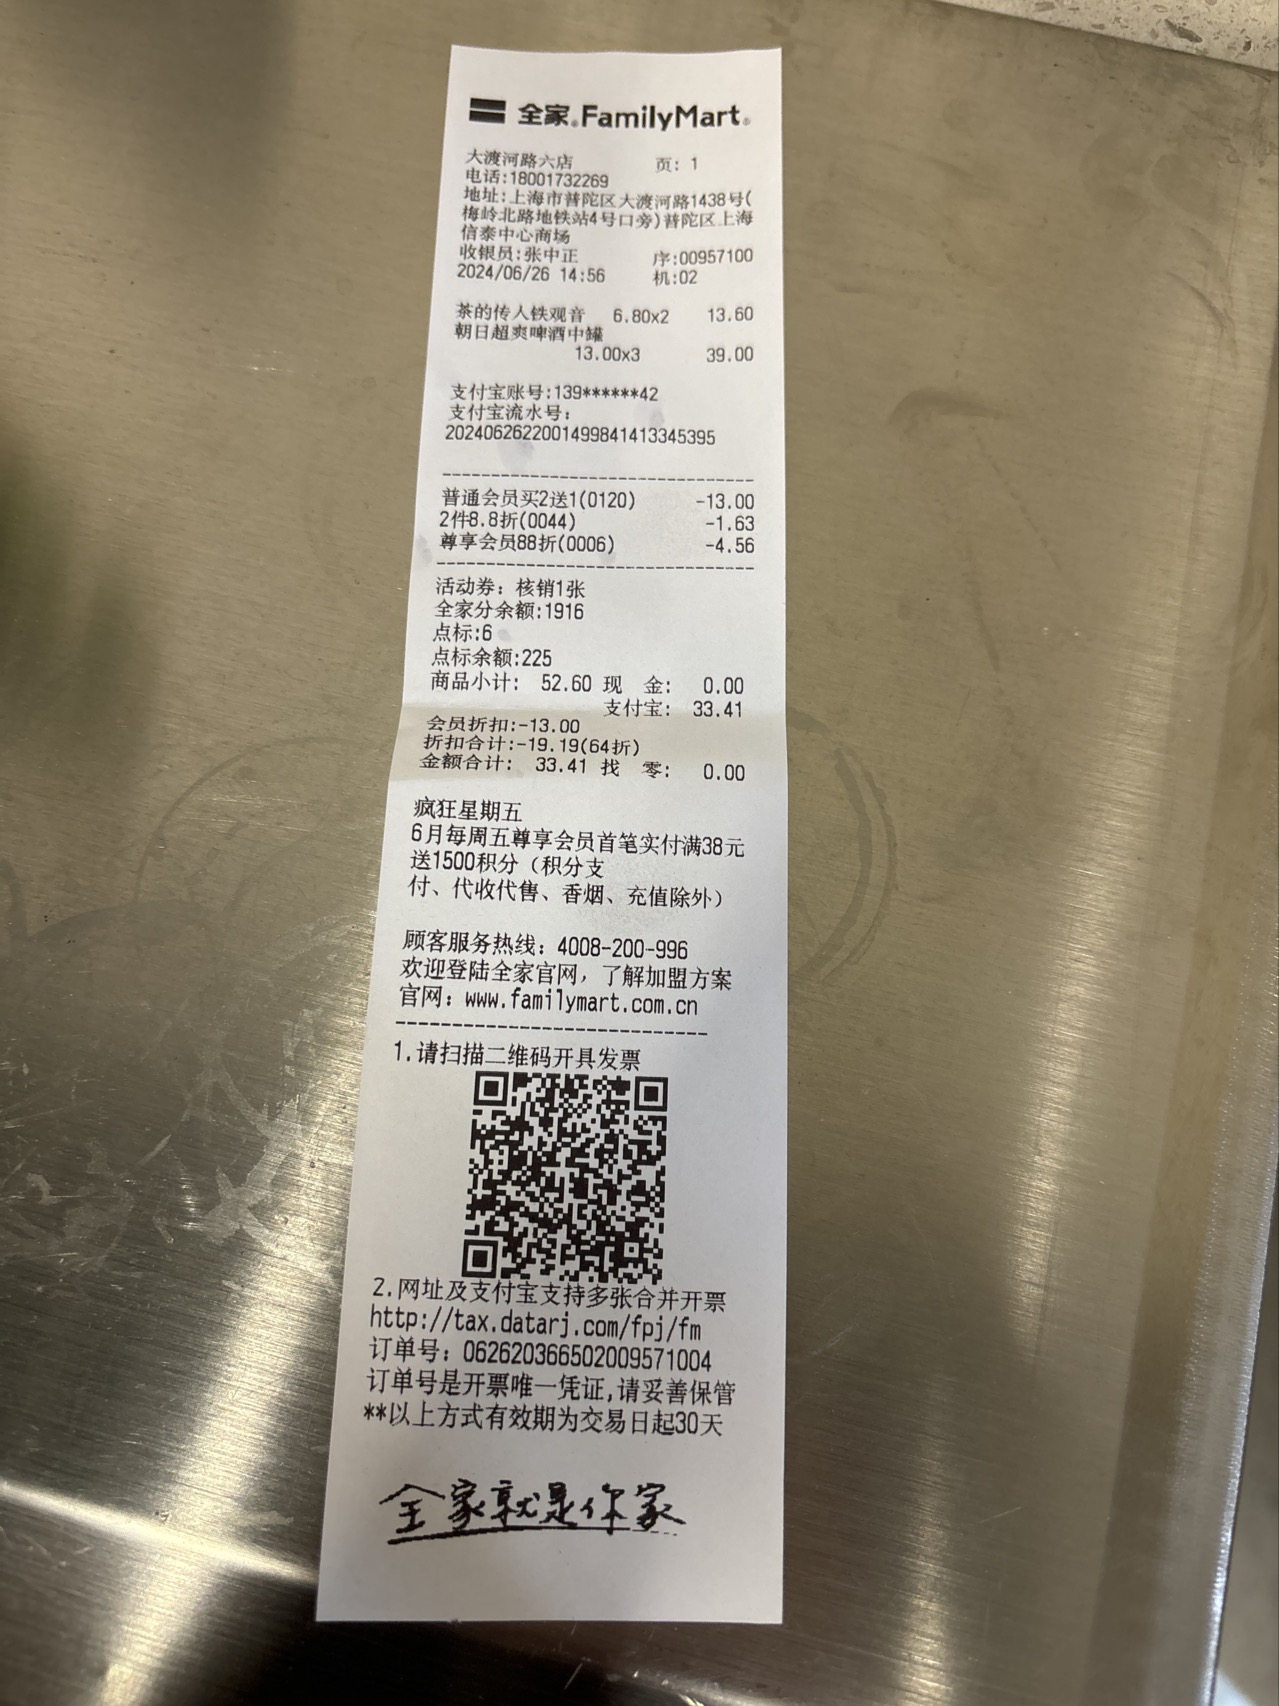 全家 FamilyMart
大渡河路六店 页: 1
电话:18001732269
地址:上海市普陀区大渡河路1438号(
梅岭北路地铁站4号口旁)普陀区上海
信泰中心商场
收银员:张中正 序:00957100
2024/06/26 14:56 机:02
茶的传人铁观音 6.80x2 13.60
朝日超爽啤酒中罐
13.00x3 39.00
支付宝账号:139******42
支付宝流水号:
2024062622001499841413345395
----------------------------
普通会员买2送1(0120) -13.00
2件8.8折(0044) -1.63
尊享会员88折(0006) -4.56
----------------------------
活动券: 核销1张
全家分余额:1916
点标:6
点标余额:225
商品小计: 52.60 现 金: 0.00
支付宝: 33.41
会员折扣:-13.00
折扣合计:-19.19(64折)
金额合计: 33.41 找 零: 0.00
疯狂星期五
6月每周五尊享会员首笔实付满38元
送1500积分（积分支
付、代收代售、香烟、充值除外）
顾客服务热线: 4008-200-996
欢迎登陆全家官网，了解加盟方案
官网: www.familymart.com.cn
----------------------------
1.请扫描二维码开具发票
2.网址及支付宝支持多张合并开票
http://tax.datarj.com/fpj/fm
订单号: 062620366502009571004
订单号是开票唯一凭证,请妥善保管
**以上方式有效期为交易日起30天
全家就是你家